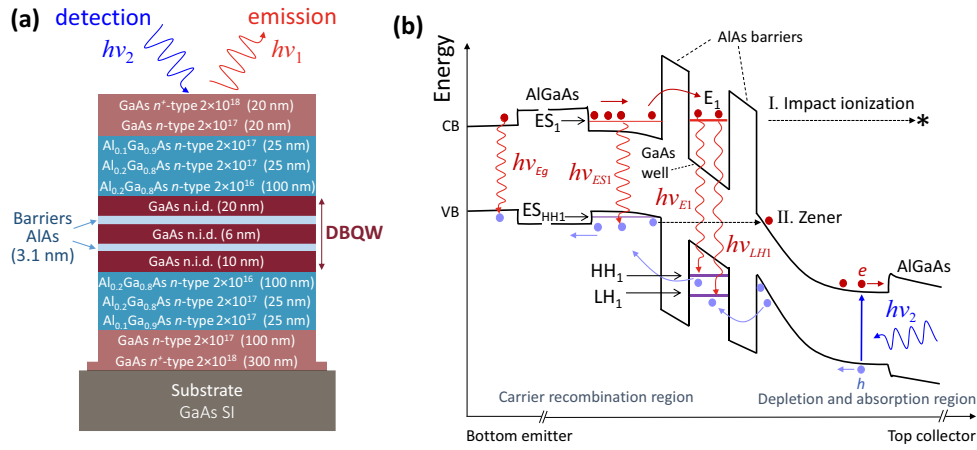 (a)
detection
emission
hν2
hν1
GaAs n+-type 2×10^18 (20 nm)
GaAs n-type 2×10^17 (20 nm)
Al0.1Ga0.9As n-type 2×10^17 (25 nm)
Al0.2Ga0.8As n-type 2×10^17 (25 nm)
Al0.2Ga0.8As n-type 2×10^16 (100 nm)
GaAs n.i.d. (20 nm)
GaAs n.i.d. (6 nm)
GaAs n.i.d. (10 nm)
Barriers
AlAs
(3.1 nm)
DBQW
Al0.2Ga0.8As n-type 2×10^16 (100 nm)
Al0.2Ga0.8As n-type 2×10^17 (25 nm)
Al0.1Ga0.9As n-type 2×10^17 (25 nm)
GaAs n-type 2×10^17 (100 nm)
GaAs n+-type 2×10^18 (300 nm)
Substrate
GaAs SI
(b)
Energy
AlAs barriers
AlGaAs
ES1
E1
I. Impact ionization
*
CB
hνEg
hνES1
GaAs
well
hνE1
VB
ESHH1
II. Zener
hνLH1
HH1
LH1
AlGaAs
e
hν2
h
Carrier recombination region
Depletion and absorption region
Bottom emitter
Top collector